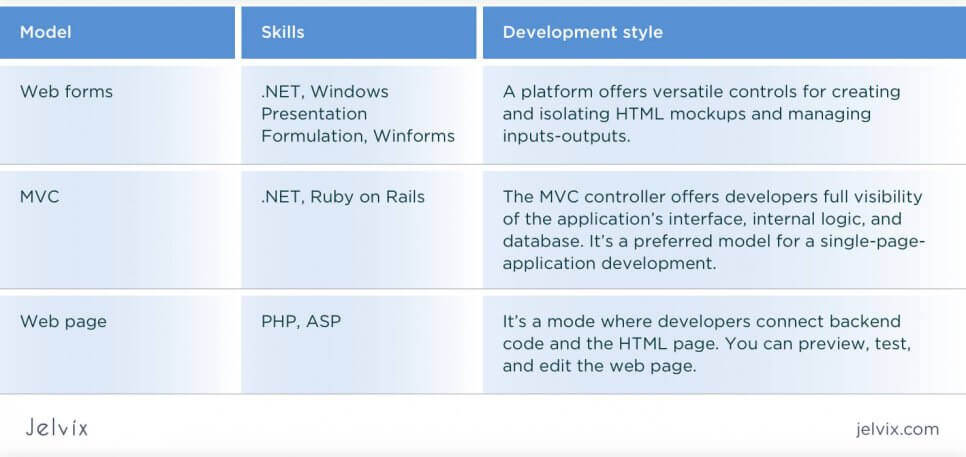 Model
Skills
Development style
Web forms
.NET, Windows
Presentation
Formulation, Winforms
A platform offers versatile controls for creating
and isolating HTML mockups and managing
inputs-outputs.
MVC
.NET, Ruby on Rails
The MVC controller offers developers full visibility
of the application’s interface, internal logic, and
database. It’s a preferred model for a single-page-
application development.
Web page
PHP, ASP
It’s a mode where developers connect backend
code and the HTML page. You can preview, test,
and edit the web page.
Jelvix
jelvix.com